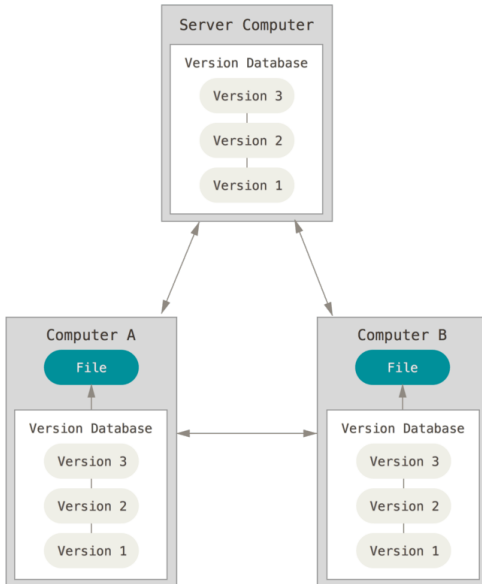 Server Computer
Version Database
Version 3
Version 2
Version 1
Computer A
File
Version Database
Version 3
Version 2
Version 1
Computer B
File
Version Database
Version 3
Version 2
Version 1